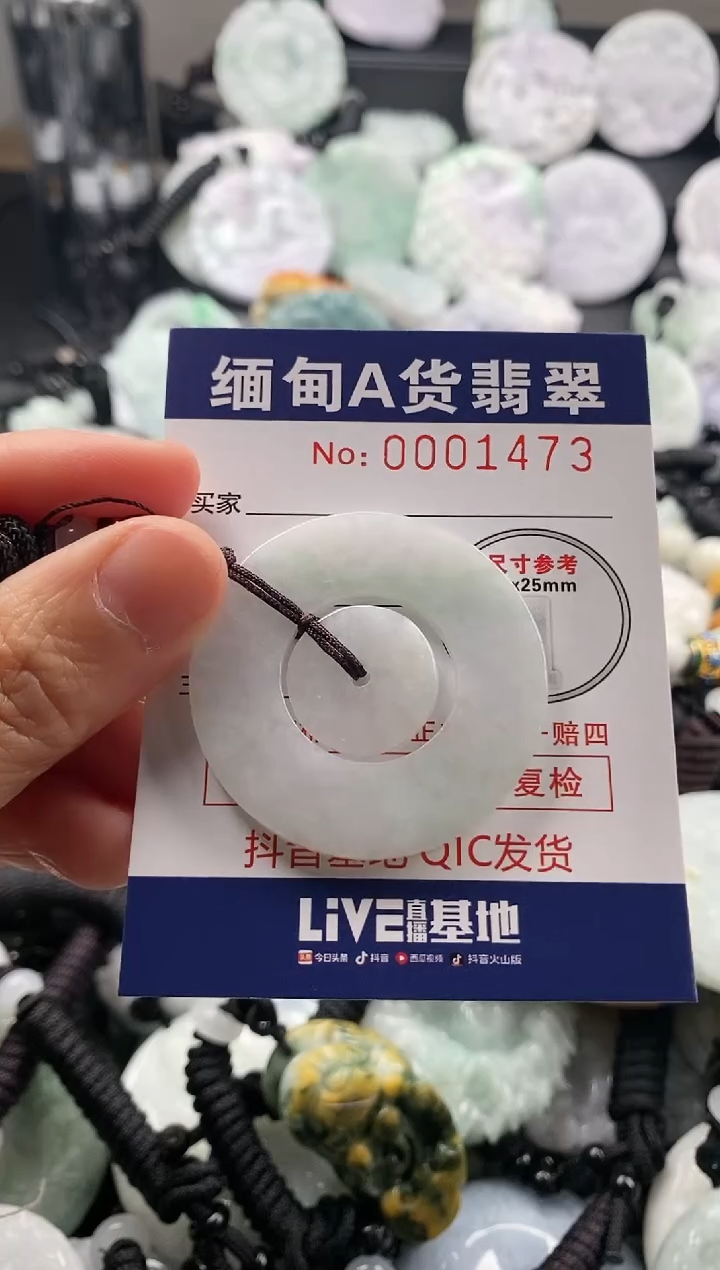 缅甸A货翡翠
No: 0001473
买家
尺寸参考
x25mm
正
一赔四
复检
抖音基地 QIC发货
LiVE直播基地
今日头条 抖音 西瓜视频 抖音火山版